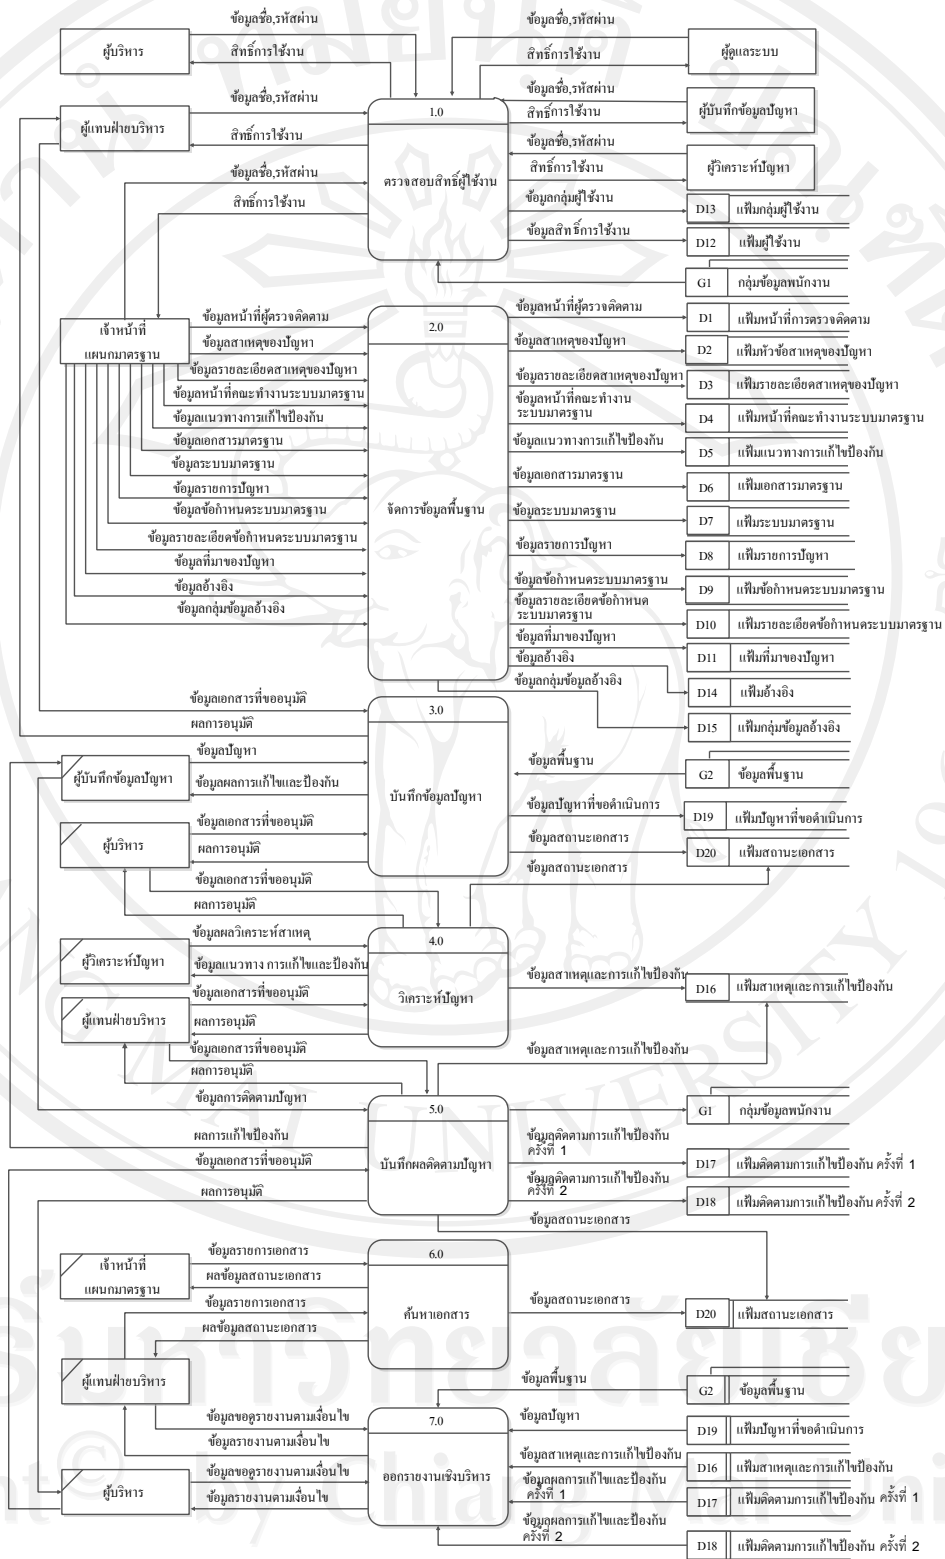 ข้อมูลชื่อ,รหัสผ่าน
ผู้บริหาร
สิทธิ์การใช้งาน
ข้อมูลชื่อ,รหัสผ่าน
สิทธิ์การใช้งาน
ผู้ดูแลระบบ
ข้อมูลชื่อ,รหัสผ่าน
ผู้แทนฝ่ายบริหาร
สิทธิ์การใช้งาน
1.0
ตรวจสอบสิทธิ์ผู้ใช้งาน
ข้อมูลชื่อ,รหัสผ่าน
สิทธิ์การใช้งาน
ผู้บันทึกข้อมูลปัญหา
ข้อมูลชื่อ,รหัสผ่าน
สิทธิ์การใช้งาน
ผู้วิเคราะห์ปัญหา
ข้อมูลชื่อ,รหัสผ่าน
สิทธิ์การใช้งาน
ข้อมูลกลุ่มผู้ใช้งาน
D13 แฟ้มกลุ่มผู้ใช้งาน
ข้อมูลสิทธิ์การใช้งาน
D12 แฟ้มผู้ใช้งาน
G1 กลุ่มข้อมูลพนักงาน
เจ้าหน้าที่
แผนกมาตรฐาน
ข้อมูลหน้าที่ผู้ตรวจติดตาม
ข้อมูลสาเหตุของปัญหา
ข้อมูลรายละเอียดสาเหตุของปัญหา
ข้อมูลหน้าที่คณะทำงานระบบมาตรฐาน
ข้อมูลแนวทางการแก้ไขป้องกัน
ข้อมูลเอกสารมาตรฐาน
ข้อมูลระบบมาตรฐาน
ข้อมูลรายการปัญหา
ข้อมูลข้อกำหนดระบบมาตรฐาน
ข้อมูลรายละเอียดข้อกำหนดระบบมาตรฐาน
ข้อมูลที่มาของปัญหา
ข้อมูลอ้างอิง
ข้อมูลกลุ่มข้อมูลอ้างอิง
2.0
จัดการข้อมูลพื้นฐาน
ข้อมูลหน้าที่ผู้ตรวจติดตาม
D1 แฟ้มหน้าที่การตรวจติดตาม
ข้อมูลสาเหตุของปัญหา
D2 แฟ้มหัวข้อสาเหตุของปัญหา
ข้อมูลรายละเอียดสาเหตุของปัญหา
D3 แฟ้มรายละเอียดสาเหตุของปัญหา
ข้อมูลหน้าที่คณะทำงาน
ระบบมาตรฐาน
D4 แฟ้มหน้าที่คณะทำงานระบบมาตรฐาน
ข้อมูลแนวทางการแก้ไขป้องกัน
D5 แฟ้มแนวทางการแก้ไขป้องกัน
ข้อมูลเอกสารมาตรฐาน
D6 แฟ้มเอกสารมาตรฐาน
ข้อมูลระบบมาตรฐาน
D7 แฟ้มระบบมาตรฐาน
ข้อมูลรายการปัญหา
D8 แฟ้มรายการปัญหา
ข้อมูลข้อกำหนดระบบมาตรฐาน
D9 แฟ้มข้อกำหนดระบบมาตรฐาน
ข้อมูลรายละเอียดข้อกำหนด
ระบบมาตรฐาน
D10 แฟ้มรายละเอียดข้อกำหนดระบบมาตรฐาน
ข้อมูลที่มาของปัญหา
D11 แฟ้มที่มาของปัญหา
ข้อมูลอ้างอิง
D14 แฟ้มอ้างอิง
ข้อมูลกลุ่มข้อมูลอ้างอิง
D15 แฟ้มกลุ่มข้อมูลอ้างอิง
ข้อมูลเอกสารที่ขออนุมัติ
ผลการอนุมัติ
ข้อมูลปัญหา
ผู้บันทึกข้อมูลปัญหา
ข้อมูลผลการแก้ไขและป้องกัน
ข้อมูลเอกสารที่ขออนุมัติ
ผู้บริหาร
ผลการอนุมัติ
3.0
บันทึกข้อมูลปัญหา
ข้อมูลพื้นฐาน
G2 ข้อมูลพื้นฐาน
ข้อมูลปัญหาที่ขอดำเนินการ
D19 แฟ้มปัญหาที่ขอดำเนินการ
ข้อมูลสถานะเอกสาร
D20 แฟ้มสถานะเอกสาร
ข้อมูลสถานะเอกสาร
ข้อมูลเอกสารที่ขออนุมัติ
ผลการอนุมัติ
ข้อมูลผลวิเคราะห์สาเหตุ
ผู้วิเคราะห์ปัญหา
ข้อมูลแนวทาง การแก้ไขและป้องกัน
ข้อมูลเอกสารที่ขออนุมัติ
ผู้แทนฝ่ายบริหาร
ผลการอนุมัติ
4.0
วิเคราะห์ปัญหา
ข้อมูลสาเหตุและการแก้ไขป้องกัน
D16 แฟ้มสาเหตุและการแก้ไขป้องกัน
ข้อมูลเอกสารที่ขออนุมัติ
ผลการอนุมัติ
ข้อมูลสาเหตุและการแก้ไขป้องกัน
ข้อมูลการติดตามปัญหา
ผลการแก้ไขป้องกัน
ข้อมูลเอกสารที่ขออนุมัติ
ผลการอนุมัติ
5.0
บันทึกผลติดตามปัญหา
G1 กลุ่มข้อมูลพนักงาน
ข้อมูลติดตามการแก้ไขป้องกัน
ครั้งที่ 1
D17 แฟ้มติดตามการแก้ไขป้องกัน ครั้งที่ 1
ข้อมูลติดตามการแก้ไขป้องกัน
ครั้งที่ 2
D18 แฟ้มติดตามการแก้ไขป้องกัน ครั้งที่ 2
ข้อมูลสถานะเอกสาร
ข้อมูลรายการเอกสาร
เจ้าหน้าที่
แผนกมาตรฐาน
ผลข้อมูลสถานะเอกสาร
ข้อมูลรายการเอกสาร
ผลข้อมูลสถานะเอกสาร
6.0
ค้นหาเอกสาร
ข้อมูลสถานะเอกสาร
D20 แฟ้มสถานะเอกสาร
ผู้แทนฝ่ายบริหาร
ข้อมูลขอดูรายงานตามเงื่อนไข
ข้อมูลรายงานตามเงื่อนไข
ข้อมูลขอดูรายงานตามเงื่อนไข
ผู้บริหาร
ข้อมูลรายงานตามเงื่อนไข
7.0
ออกรายงานเชิงบริหาร
ข้อมูลพื้นฐาน
G2 ข้อมูลพื้นฐาน
ข้อมูลปัญหา
D19 แฟ้มปัญหาที่ขอดำเนินการ
ข้อมูลสาเหตุและการแก้ไขป้องกัน
D16 แฟ้มสาเหตุและการแก้ไขป้องกัน
ข้อมูลผลการแก้ไขและป้องกัน
ครั้งที่ 1
D17 แฟ้มติดตามการแก้ไขป้องกัน ครั้งที่ 1
ข้อมูลผลการแก้ไขและป้องกัน
ครั้งที่ 2
D18 แฟ้มติดตามการแก้ไขป้องกัน ครั้งที่ 2